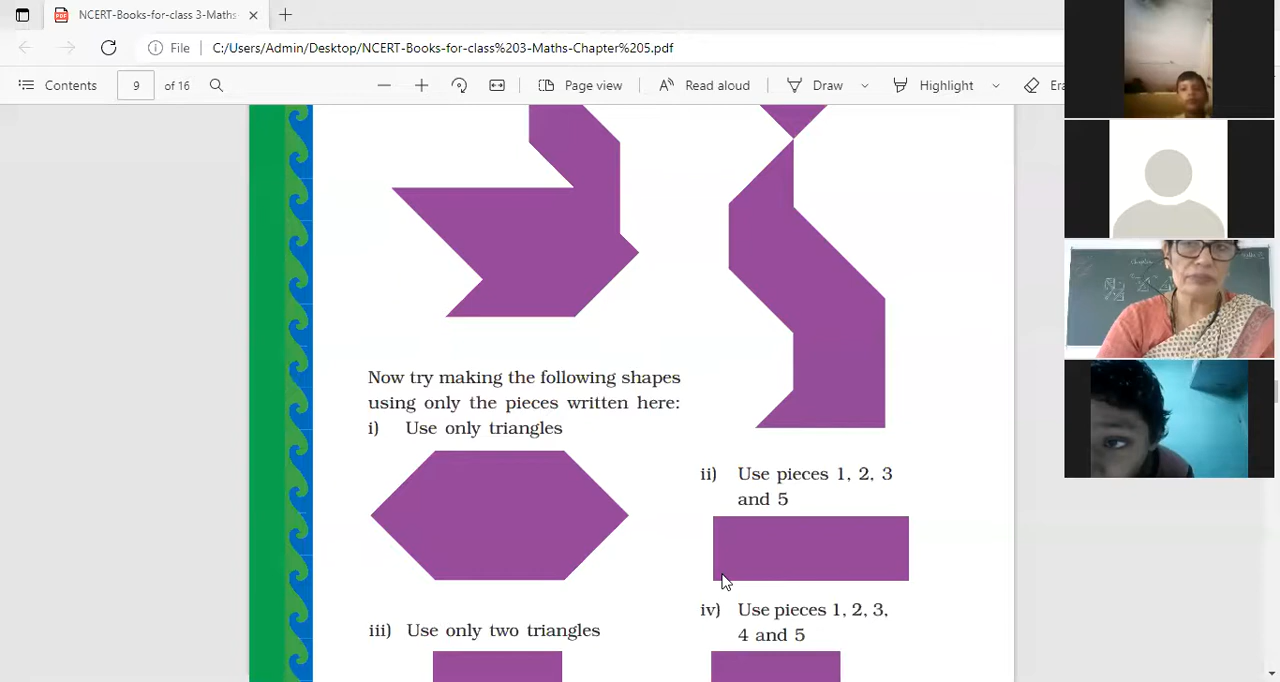 NCERT-Books-for class 3-Maths-
File
C:/Users/Admin/Desktop/NCERT-Books-for-class%203-Maths-Chapter%205.pdf
Contents
9 of 16
Page view
Read aloud
Draw
Highlight
Era
Now try making the following shapes
using only the pieces written here:
i) Use only triangles
ii) Use pieces 1, 2, 3
and 5
iii) Use only two triangles
iv) Use pieces 1, 2, 3,
4 and 5